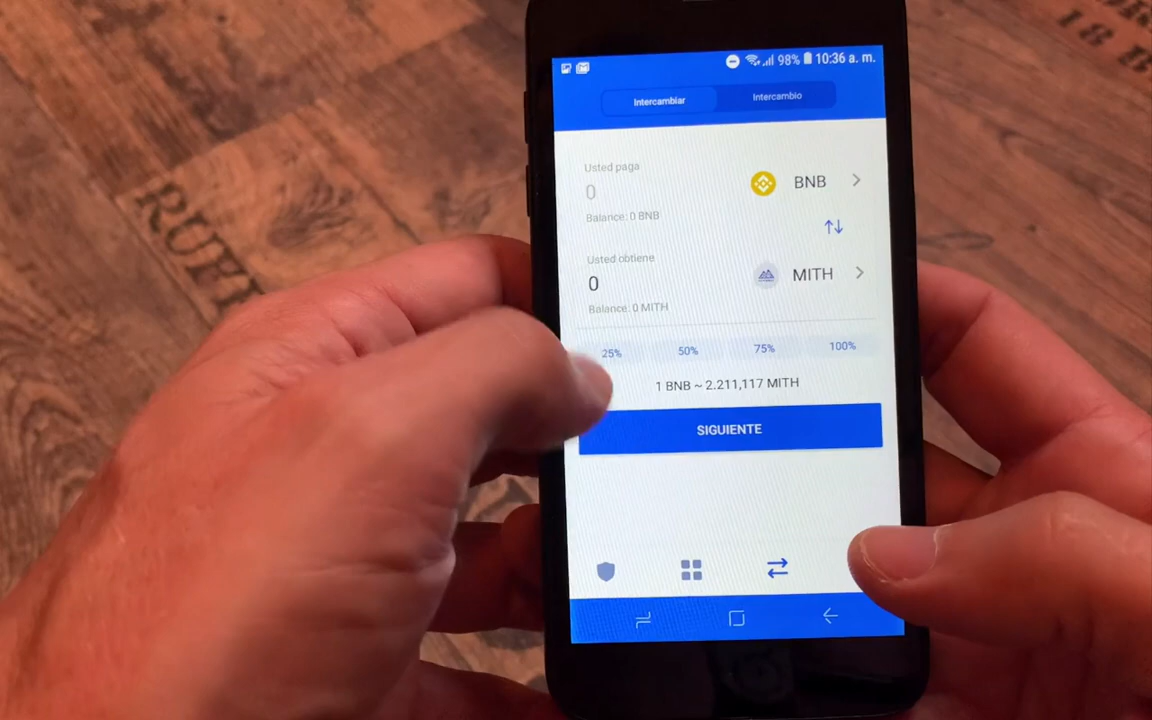 98% 10:36 a. m.
Intercambiar Intercambio
Usted paga
0 BNB
Balance: 0 BNB
Usted obtiene
0 MITH
Balance: 0 MITH
25% 50% 75% 100%
1 BNB ~ 2.211,117 MITH
SIGUIENTE
18 B